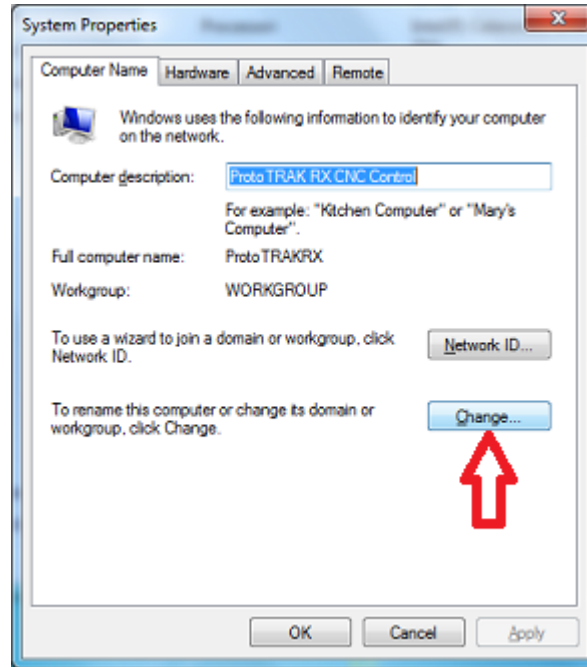 System Properties
Computer Name Hardware Advanced Remote
Windows uses the following information to identify your computer
on the network.
Computer description: ProtoTRAK RX CNC Control
For example: "Kitchen Computer" or "Mary's
Computer".
Full computer name: ProtoTRAKRX
Workgroup: WORKGROUP
To use a wizard to join a domain or workgroup, click
Network ID.
Network ID...
To rename this computer or change its domain or
workgroup, click Change.
Change...
OK Cancel Apply